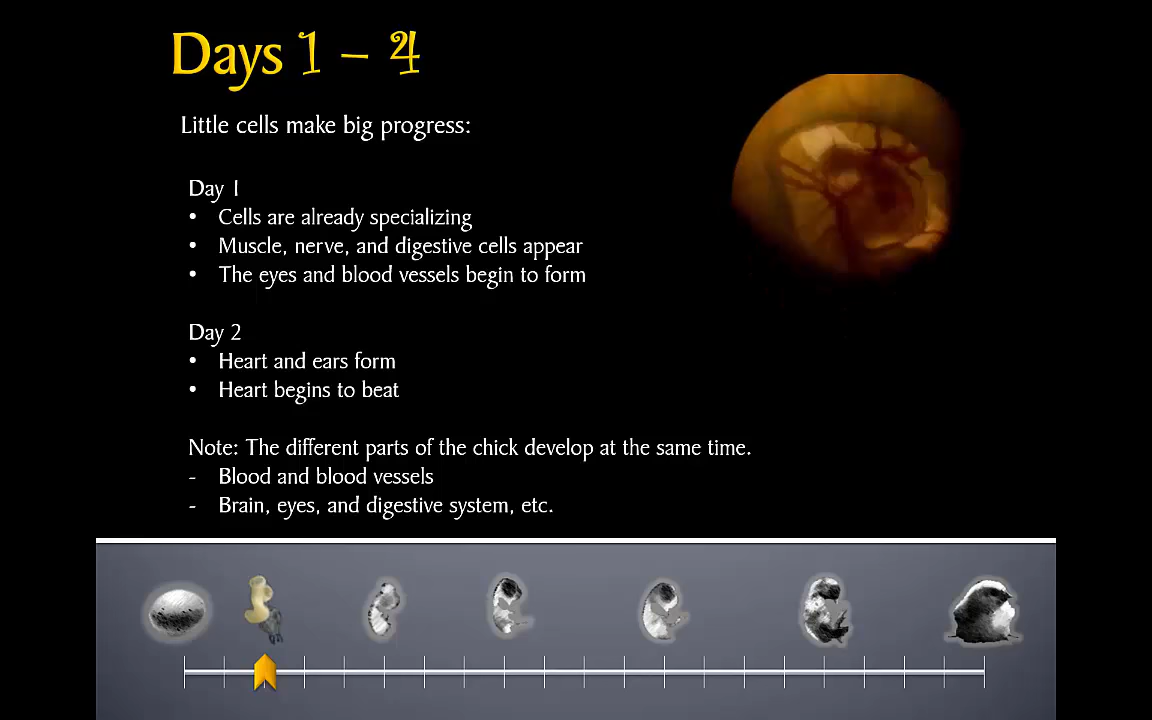 Days 1 – 4
Little cells make big progress:
Day 1
• Cells are already specializing
• Muscle, nerve, and digestive cells appear
• The eyes and blood vessels begin to form
Day 2
• Heart and ears form
• Heart begins to beat
Note: The different parts of the chick develop at the same time.
- Blood and blood vessels
- Brain, eyes, and digestive system, etc.